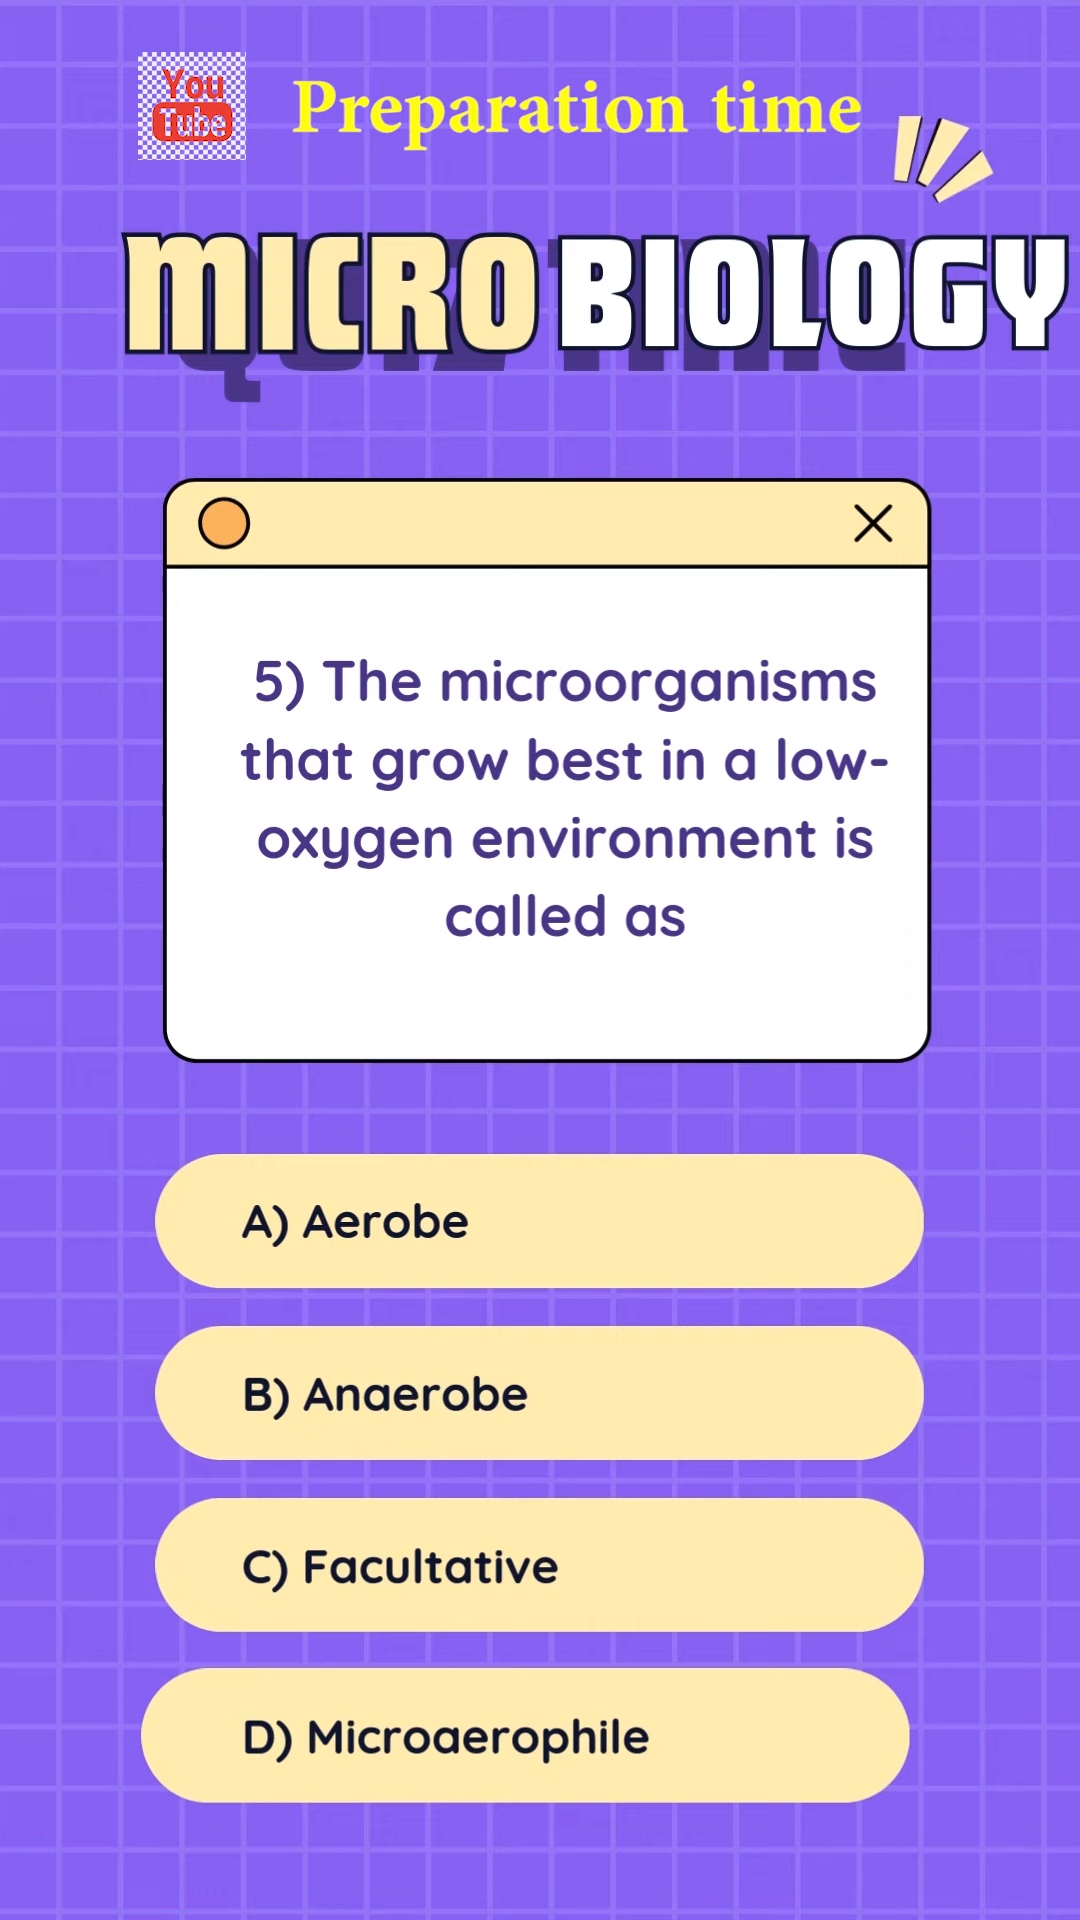 You
Tube
Preparation time
MICRO BIOLOGY
5) The microorganisms
that grow best in a low-
oxygen environment is
called as
A) Aerobe
B) Anaerobe
C) Facultative
D) Microaerophile